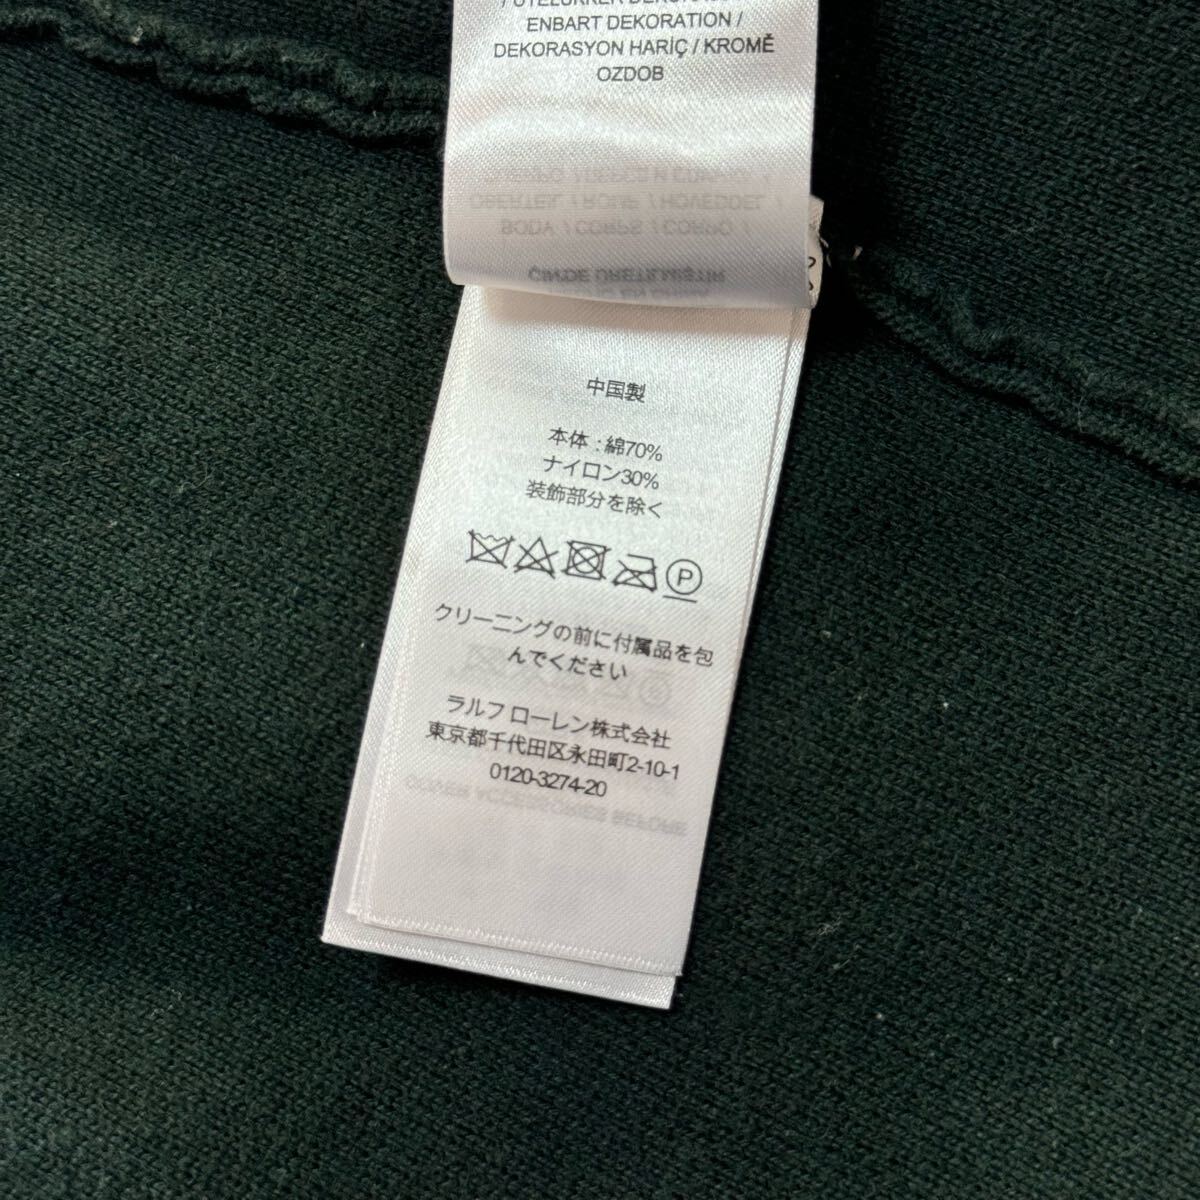 ENBART DEKORATION /
DEKORASYON HARİÇ / KROMĚ
OZDOB
中国製
本体 : 綿70%
ナイロン30%
装飾部分を除く
P
クリーニングの前に付属品を包
んでください
ラルフ ローレン株式会社
東京都千代田区永田町2-10-1
0120-3274-20